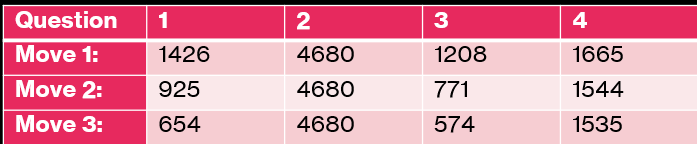 Question 1 2 3 4
Move 1: 1426 4680 1208 1665
Move 2: 925 4680 771 1544
Move 3: 654 4680 574 1535